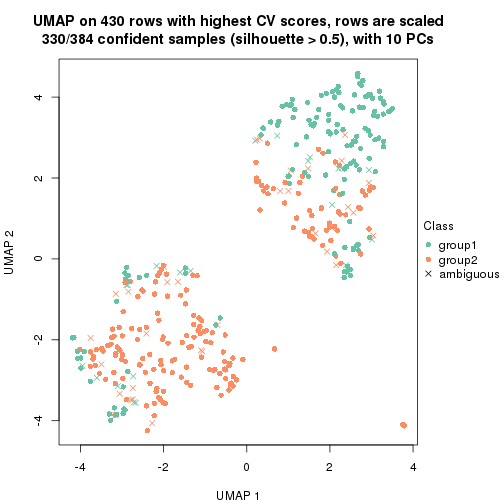 UMAP on 430 rows with highest CV scores, rows are scaled
330/384 confident samples (silhouette > 0.5), with 10 PCs
4
2
0
-2
-4
UMAP 2
-4
-2
0
2
4
UMAP 1
Class
group1
group2
ambiguous